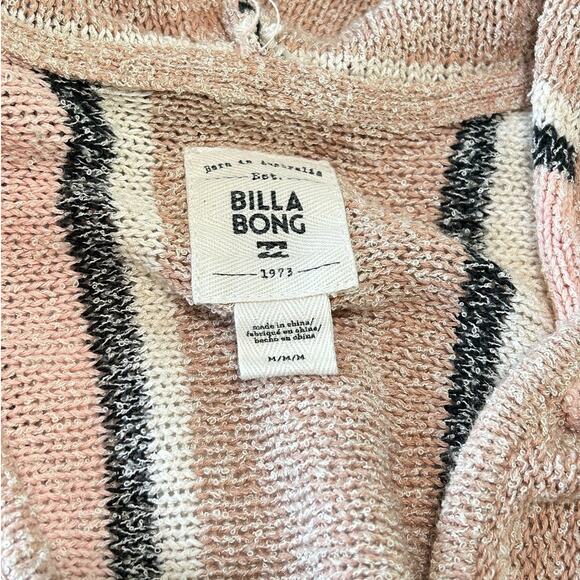 Born in Australia
Est.
BILLA
BONG
1973
made in china/
fabriqué en chine/
hecho en china
M/M/M